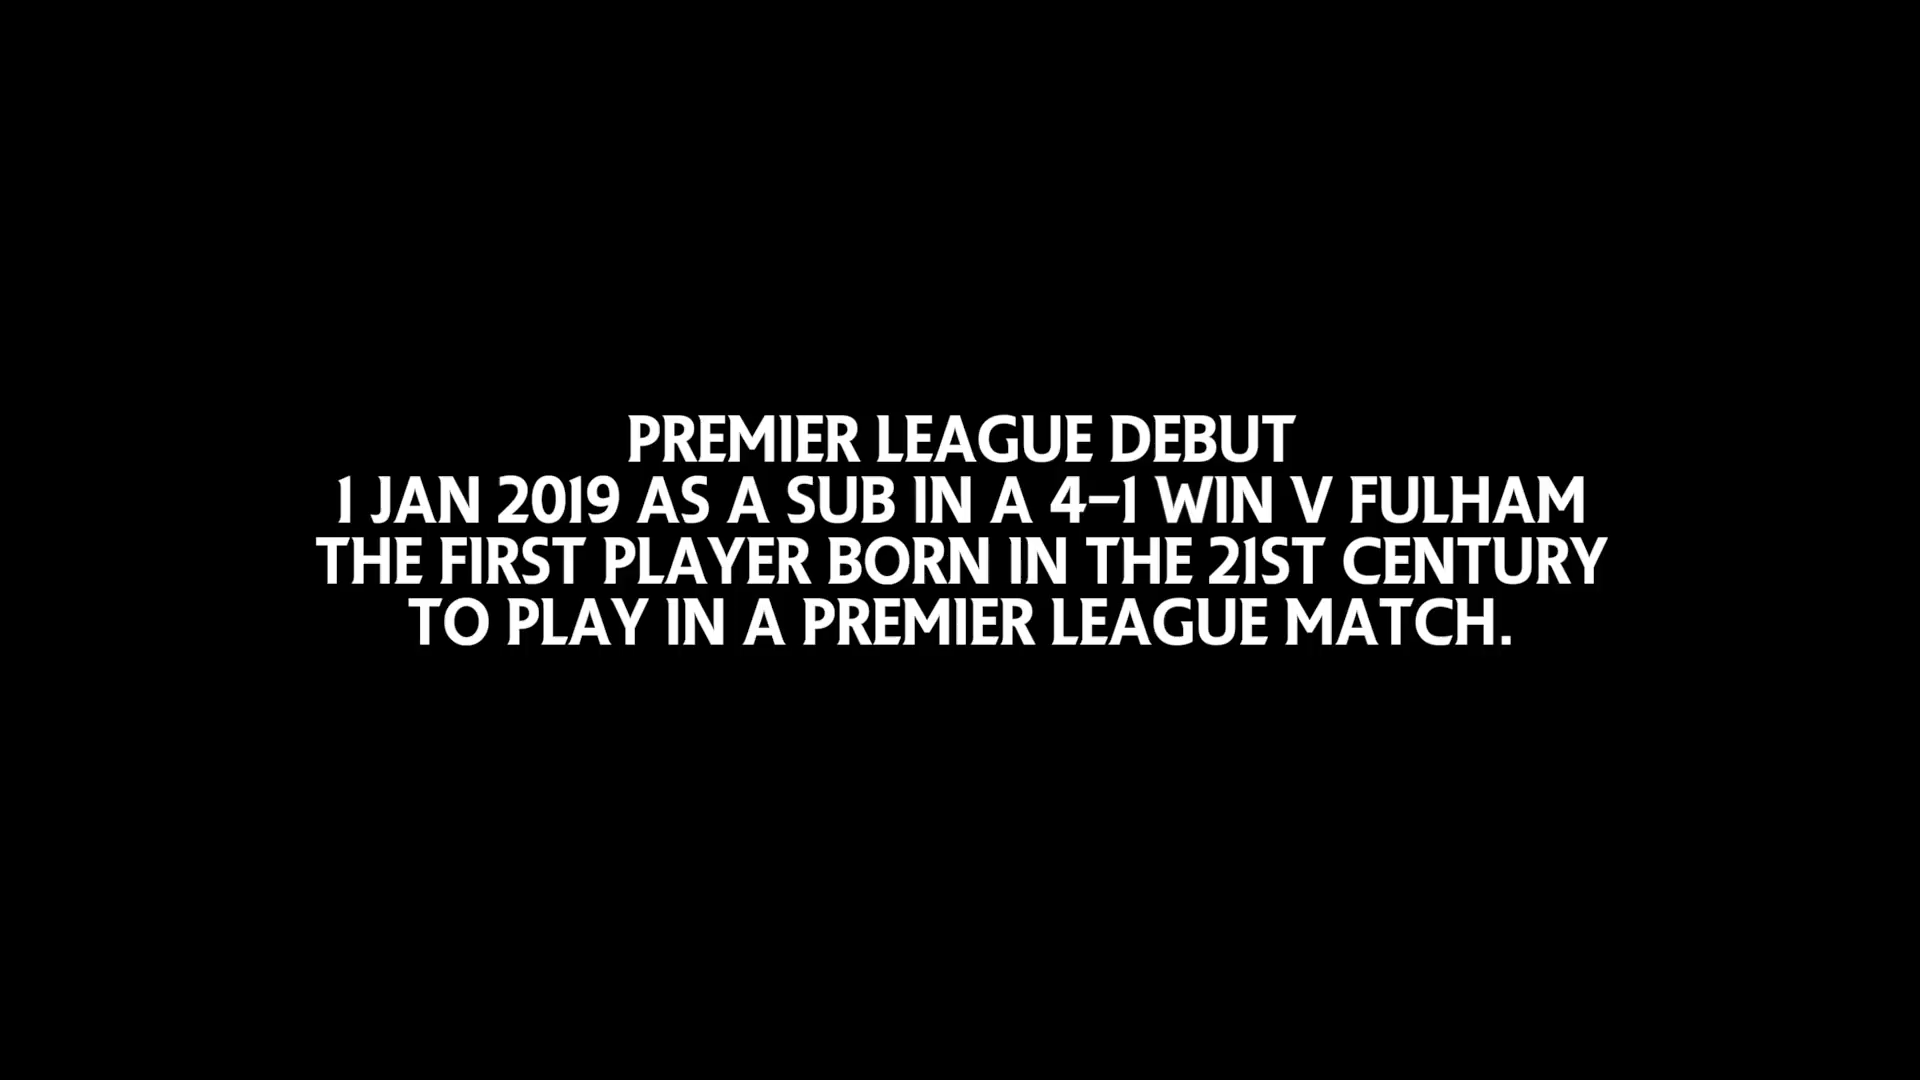 PREMIER LEAGUE DEBUT
1 JAN 2019 AS A SUB IN A 4–1 WIN V FULHAM
THE FIRST PLAYER BORN IN THE 21ST CENTURY
TO PLAY IN A PREMIER LEAGUE MATCH.